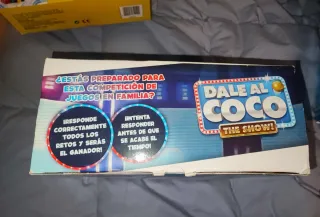 ¿ESTÁS PREPARADO PARA
ESTA COMPETICIÓN DE
JUEGOS EN FAMILIA?
¡RESPONDE
CORRECTAMENTE
TODOS LOS
RETOS Y SERÁS
EL GANADOR!
¡INTENTA
RESPONDER
ANTES DE QUE
SE ACABE EL
TIEMPO!
DALE AL
COCO
THE SHOW!